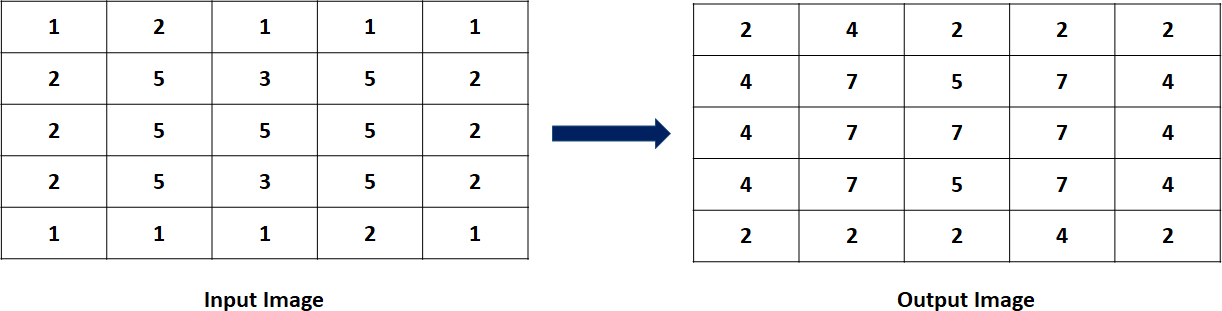 1 2 1 1 1
2 5 3 5 2
2 5 5 5 2
2 5 3 5 2
1 1 1 2 1
Input Image
2 4 2 2 2
4 7 5 7 4
4 7 7 7 4
4 7 5 7 4
2 2 2 4 2
Output Image